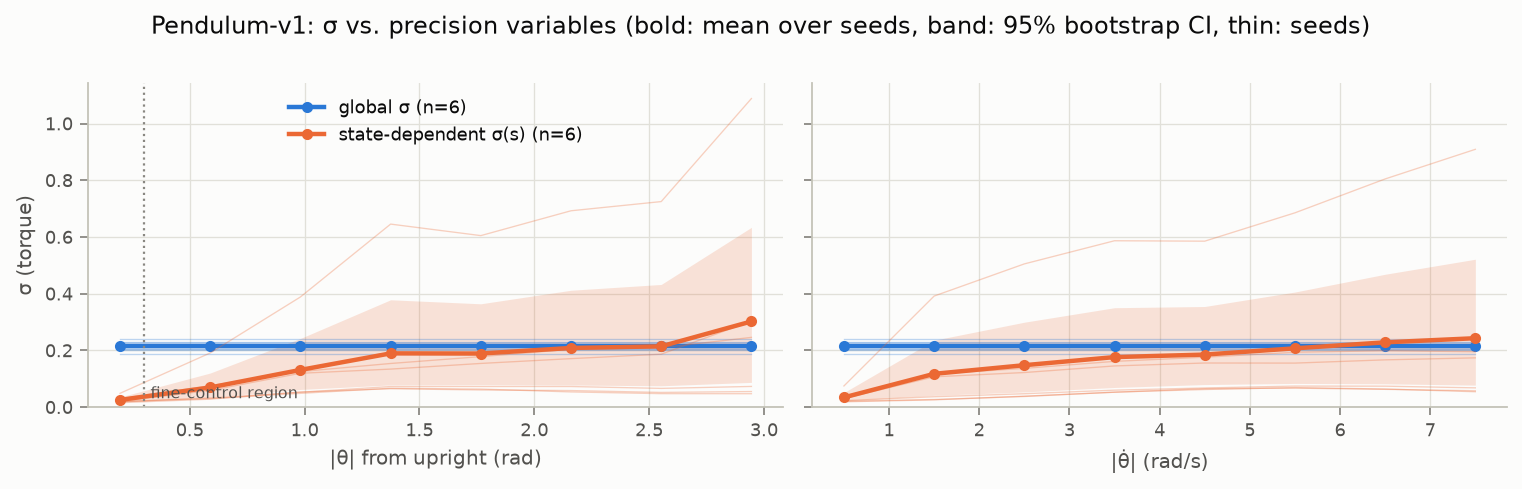 Pendulum-v1: σ vs. precision variables (bold: mean over seeds, band: 95% bootstrap CI, thin: seeds)
global σ (n=6)
state-dependent σ(s) (n=6)
fine-control region
σ (torque)
1.0
0.8
0.6
0.4
0.2
0.0
0.5 1.0 1.5 2.0 2.5 3.0
|θ| from upright (rad)
1 2 3 4 5 6 7
|θ̇| (rad/s)